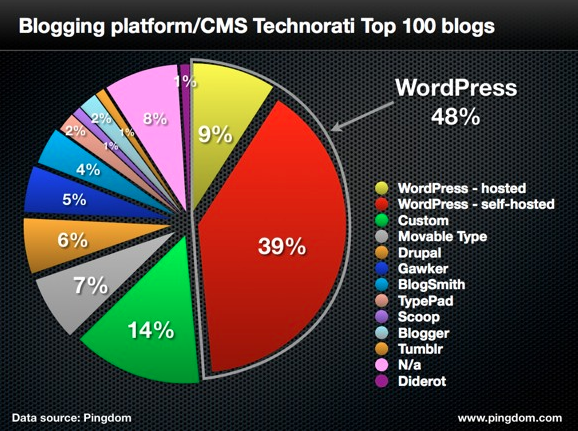 Blogging platform/CMS Technorati Top 100 blogs
WordPress
48%
1%
9%
8%
2%
1%
2%
1%
4%
5%
6%
7%
14%
39%
WordPress - hosted
WordPress - self-hosted
Custom
Movable Type
Drupal
Gawker
BlogSmith
TypePad
Scoop
Blogger
Tumblr
N/a
Diderot
Data source: Pingdom
www.pingdom.com